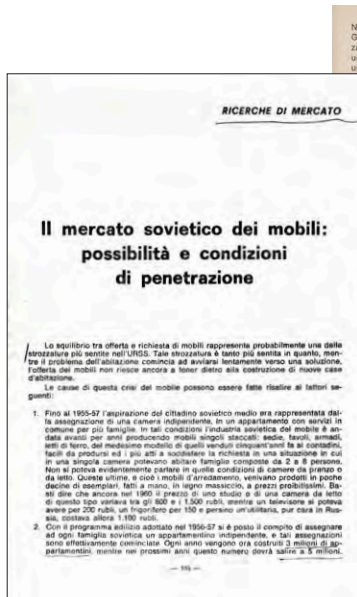 RICERCHE DI MERCATO
Il mercato sovietico dei mobili:
possibilità e condizioni
di penetrazione
Lo squilibrio tra offerta e richiesta di mobili rappresenta probabilmente una delle
strozzature più sentite nell'URSS. Tale strozzatura è tanto più sentita in quanto, men-
tre il problema dell'abitazione comincia ad avviarsi lentamente verso una soluzione,
l'offerta dei mobili non riesce ancora a tener dietro alla costruzione di nuove case
d'abitazione.
Le cause di questa crisi del mobile possono essere fatte risalire ai fattori se-
guenti:
1. Fino al 1955-57 l'aspirazione del cittadino sovietico medio era rappresentata dal-
la assegnazione di una camera indipendente, in un appartamento con servizi in
comune per più famiglie. In tali condizioni l'industria sovietica del mobile è an-
data avanti per anni producendo mobili singoli staccati: sedie, tavoli, armadi,
letti di ferro, del medesimo modello di quelli venduti cinquant'anni fa ai contadini,
facili da prodursi ed i più atti a soddisfare la richiesta in una situazione in cui
in una singola camera potevano abitare famiglie composte da 2 a 8 persone.
Non si poteva evidentemente parlare in quelle condizioni di camere da pranzo o
da letto. Queste ultime, e cioè i mobili d'arredamento, venivano prodotti in poche
decine di esemplari, fatti a mano, in legno massiccio, a prezzi proibitissimi. Ba-
sti dire che ancora nel 1960 il prezzo di uno studio e di una camera da letto
di questo tipo variava tra gli 800 e i 1.500 rubli, mentre un televisore si poteva
avere per 200 rubli, un frigorifero per 150 e persino un'utilitaria, pur cara in Rus-
sia, costava allora 1.100 rubli.
2. Con il programma edilizio adottato nel 1956-57 si è posto il compito di assegnare
ad ogni famiglia sovietica un appartamentino indipendente, e tali assegnazioni
sono effettivamente cominciate. Ogni anno vengono ora costruiti 3 milioni di ap-
partamentini, mentre nei prossimi anni questo numero dovrà salire a 5 milioni.